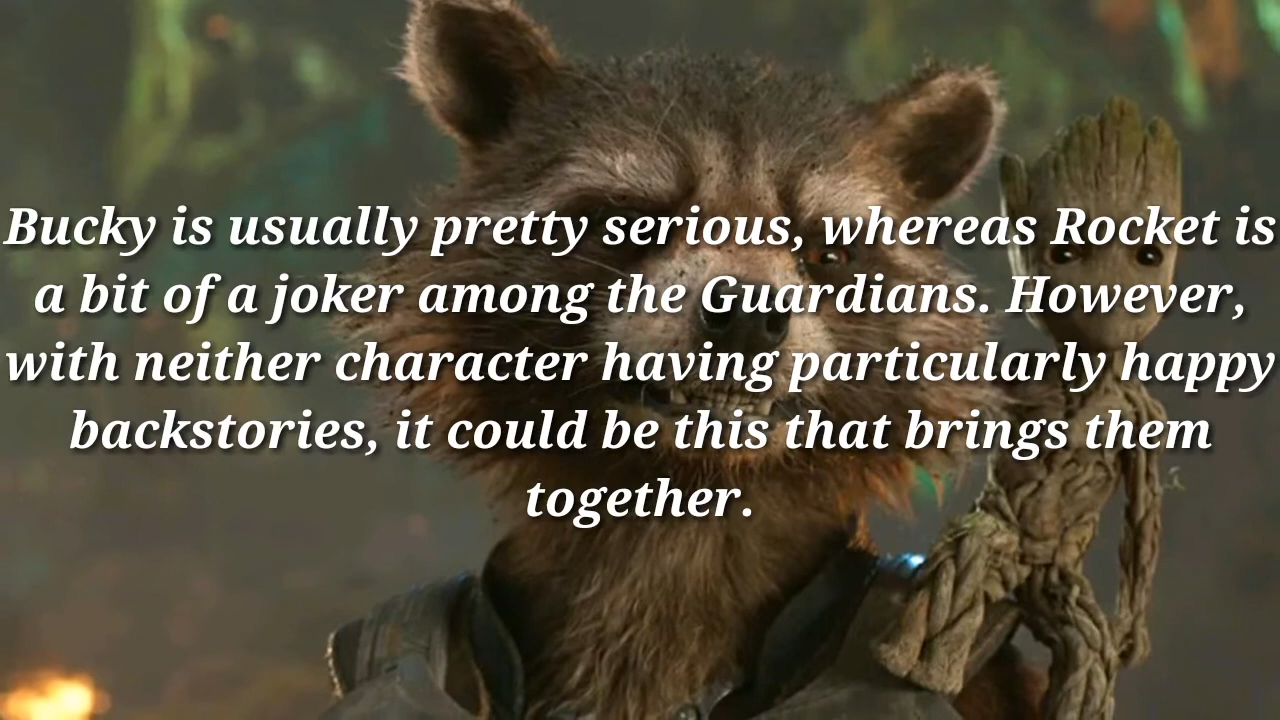 Bucky is usually pretty serious, whereas Rocket is
a bit of a joker among the Guardians. However,
with neither character having particularly happy
backstories, it could be this that brings them
together.